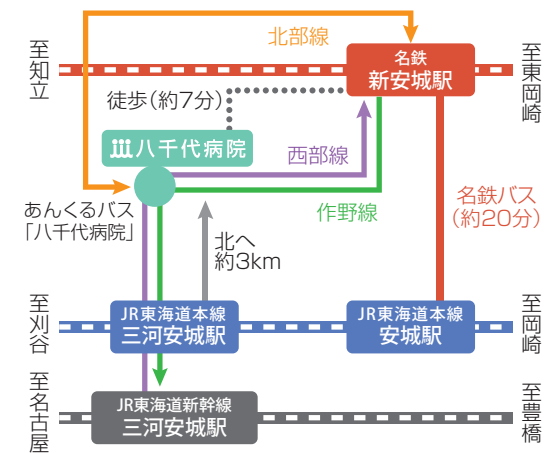 北部線
至知立
名鉄
新安城駅
至東岡崎
徒歩(約7分)
八千代病院
西部線
あんくるバス
「八千代病院」
作野線
名鉄バス
(約20分)
北へ
約3km
至刈谷
JR東海道本線
三河安城駅
JR東海道本線
安城駅
至岡崎
至名古屋
JR東海道新幹線
三河安城駅
至豊橋